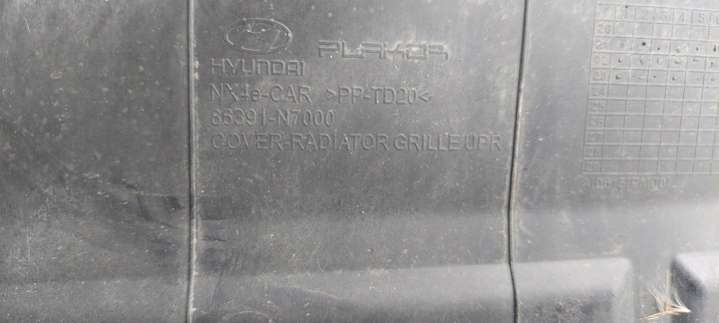 PLAKOR
HYUNDAI
NX4e-CAR >PP-TD20<
86391-N7000
COVER-RADIATOR GRILLE UPR